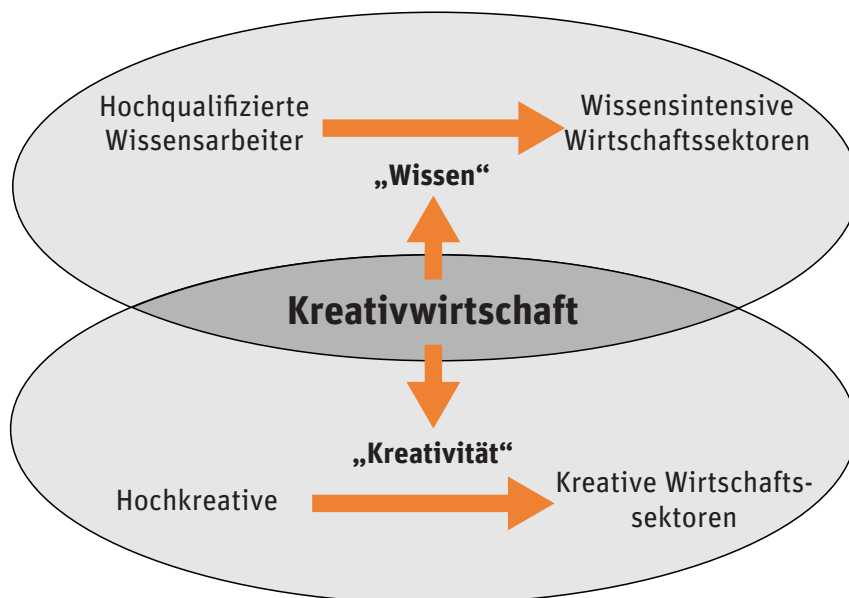 Hochqualifizierte
Wissensarbeiter
Wissensintensive
Wirtschaftssektoren
„Wissen“
Kreativwirtschaft
„Kreativität“
Hochkreative
Kreative Wirtschafts-
sektoren